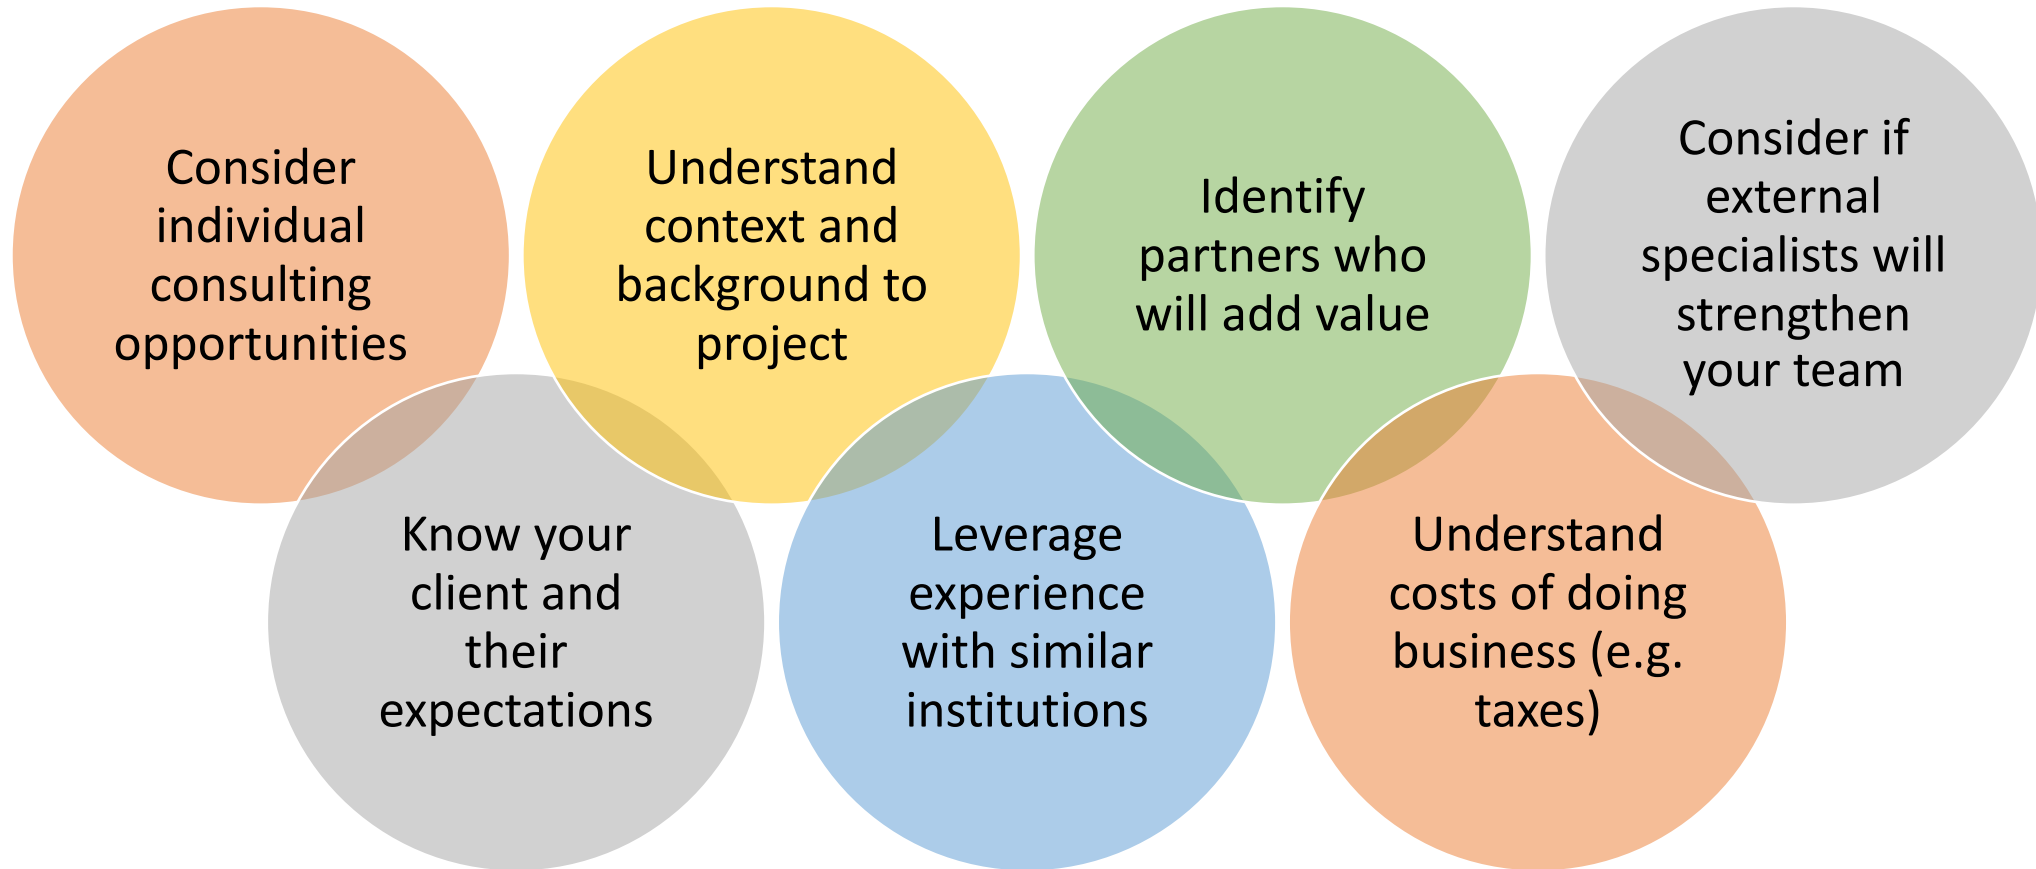 Consider
individual
consulting
opportunities
Know your
client and
their
expectations
Understand
context and
background to
project
Leverage
experience
with similar
institutions
Identify
partners who
will add value
Understand
costs of doing
business (e.g.
taxes)
Consider if
external
specialists will
strengthen
your team